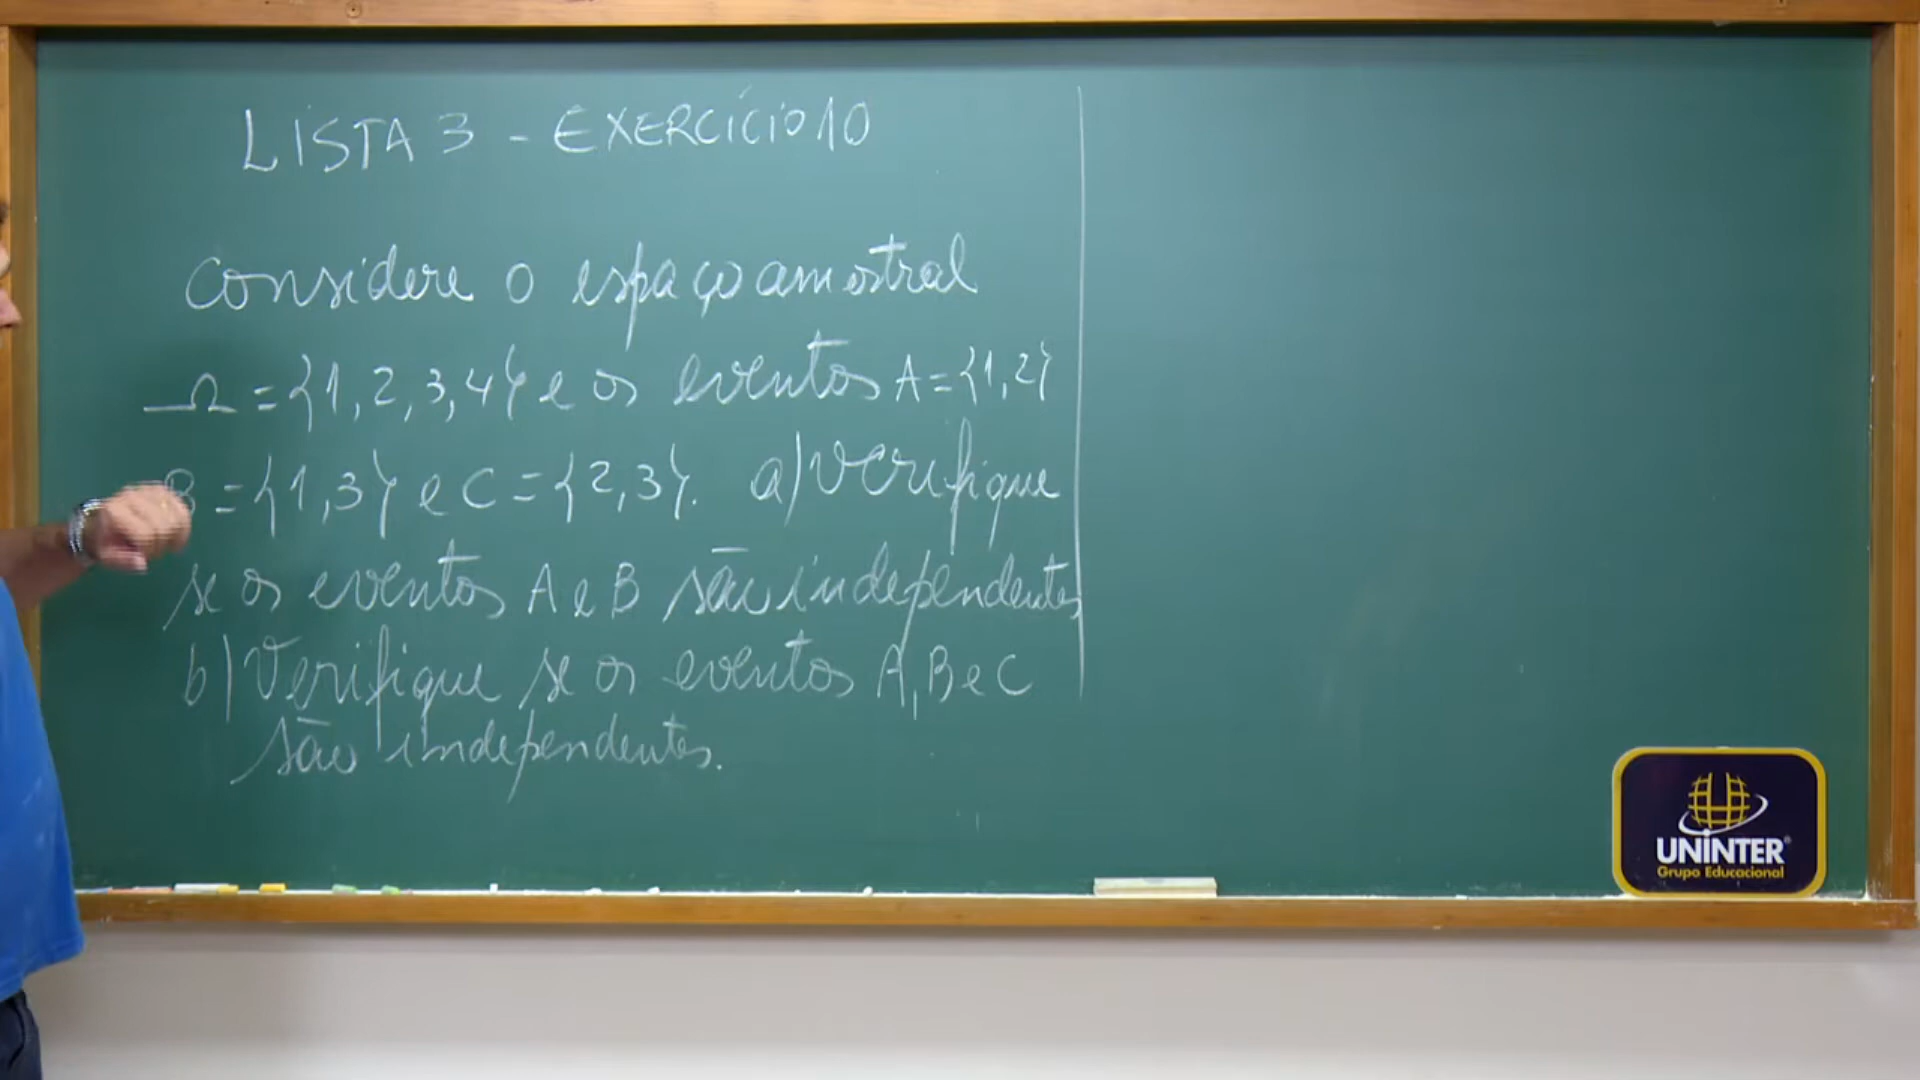 LISTA 3 - EXERCÍCIO 10
considere o espaço amostral
Ω = {1, 2, 3, 4} e os eventos A = {1, 2}
B = {1, 3} e C = {2, 3}. a) Verifique
se os eventos A e B são independentes
b) Verifique se os eventos A, B e C
são independentes.
UNINTER
Grupo Educacional